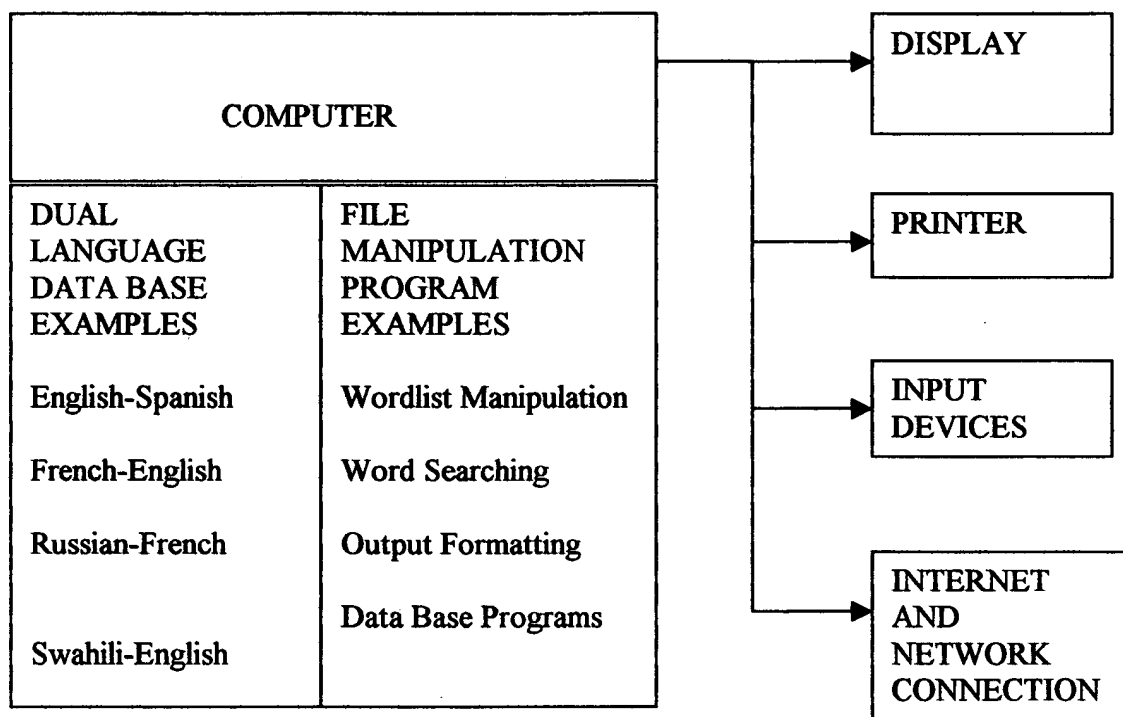 COMPUTER
DUAL
LANGUAGE
DATA BASE
EXAMPLES
English-Spanish
French-English
Russian-French
Swahili-English
FILE
MANIPULATION
PROGRAM
EXAMPLES
Wordlist Manipulation
Word Searching
Output Formatting
Data Base Programs
DISPLAY
PRINTER
INPUT
DEVICES
INTERNET
AND
NETWORK
CONNECTION